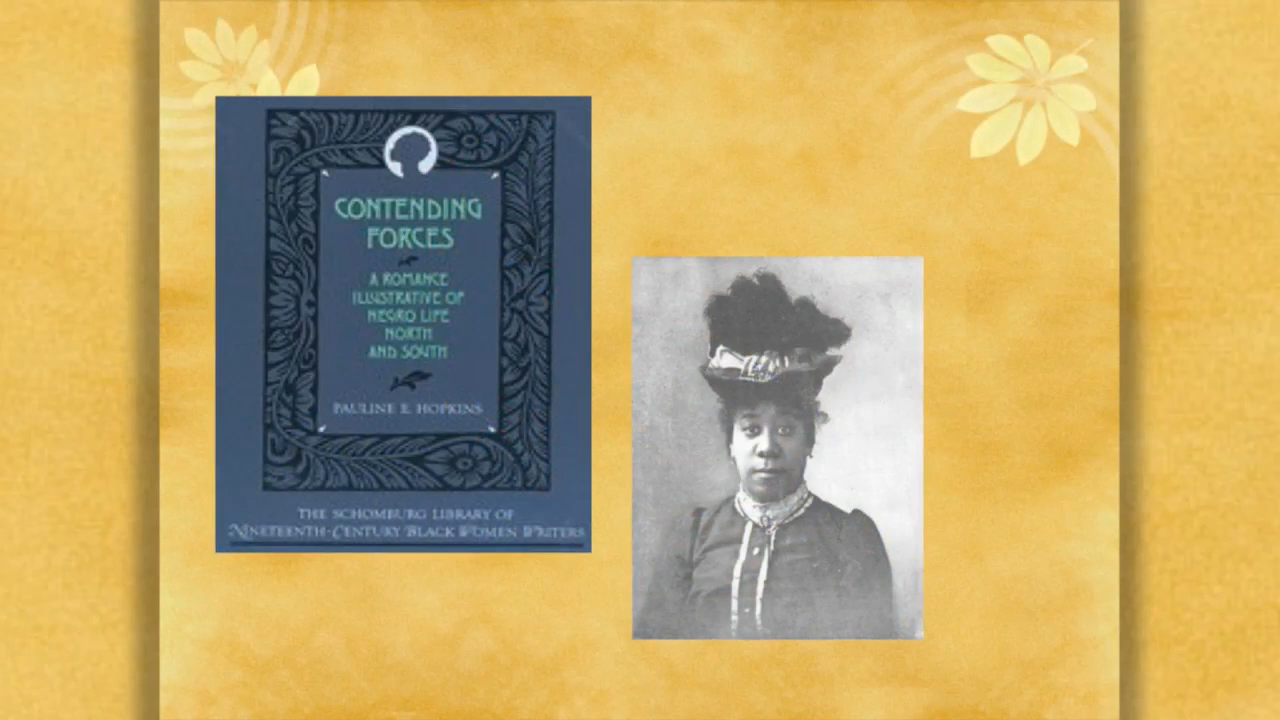 CONTENDING
FORCES
A ROMANCE
ILLUSTRATIVE OF
NEGRO LIFE
NORTH
AND SOUTH
PAULINE E. HOPKINS
THE SCHOMBURG LIBRARY OF
NINETEENTH-CENTURY BLACK WOMEN WRITERS